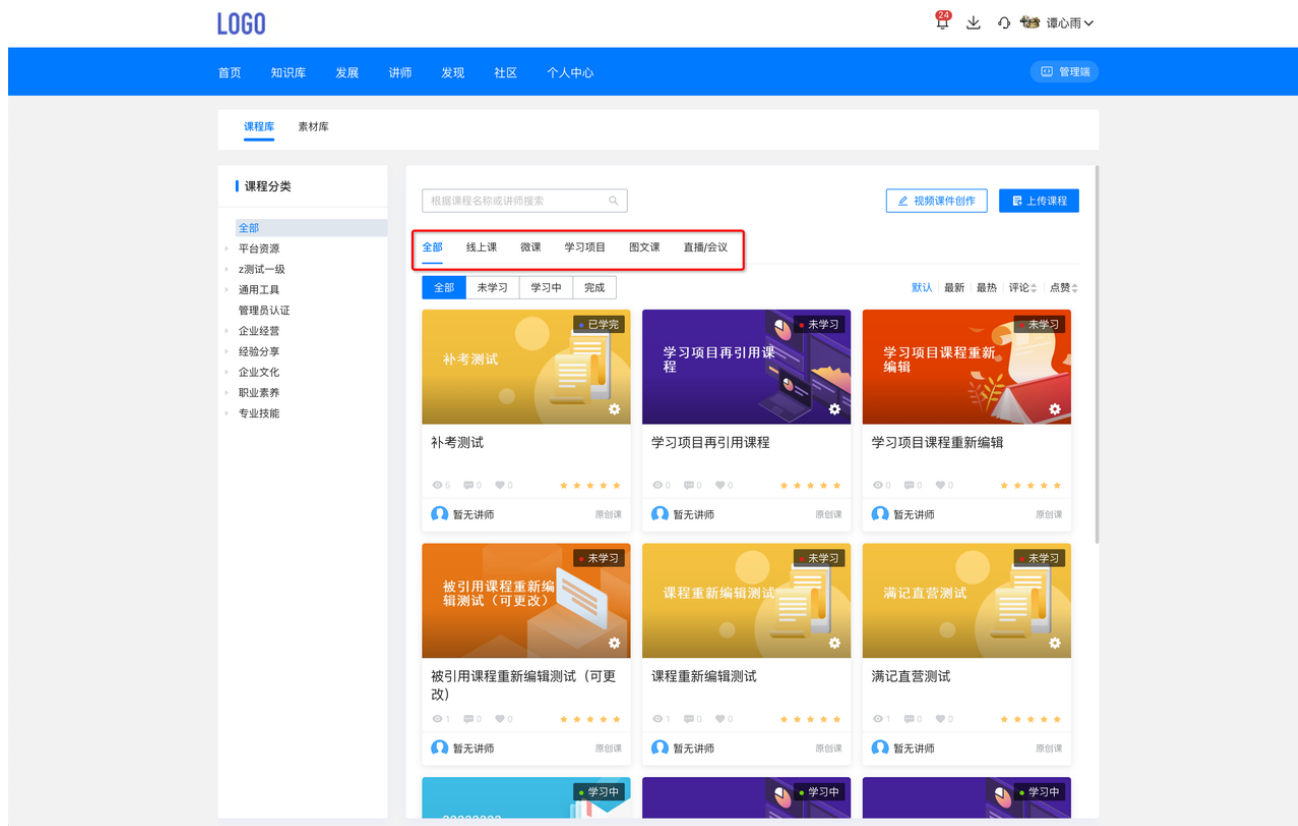 LOGO
24
谭心雨
首页 知识库 发展 讲师 发现 社区 个人中心 管理端
课程库 素材库
课程分类
全部
平台资源
z测试一级
通用工具
管理员认证
企业经营
经验分享
企业文化
职业素养
专业技能
根据课程名称或讲师搜索
视频课件创作 上传课程
全部 线上课 微课 学习项目 图文课 直播/会议
全部 未学习 学习中 完成
默认 最新 最热 评论 点赞
已学完
补考测试
补考测试
5 0 0
暂无讲师 原创课
未学习
学习项目再引用课
程
学习项目再引用课程
0 0 0
暂无讲师 原创课
未学习
学习项目课程重新
编辑
学习项目课程重新编辑
0 0 0
暂无讲师 原创课
未学习
被引用课程重新编
辑测试（可更改）
被引用课程重新编辑测试（可更
改）
1 0 0
暂无讲师 原创课
未学习
课程重新编辑测试
课程重新编辑测试
1 0 0
暂无讲师 原创课
未学习
满记直营测试
满记直营测试
1 0 0
暂无讲师 原创课
学习中
学习中
学习中